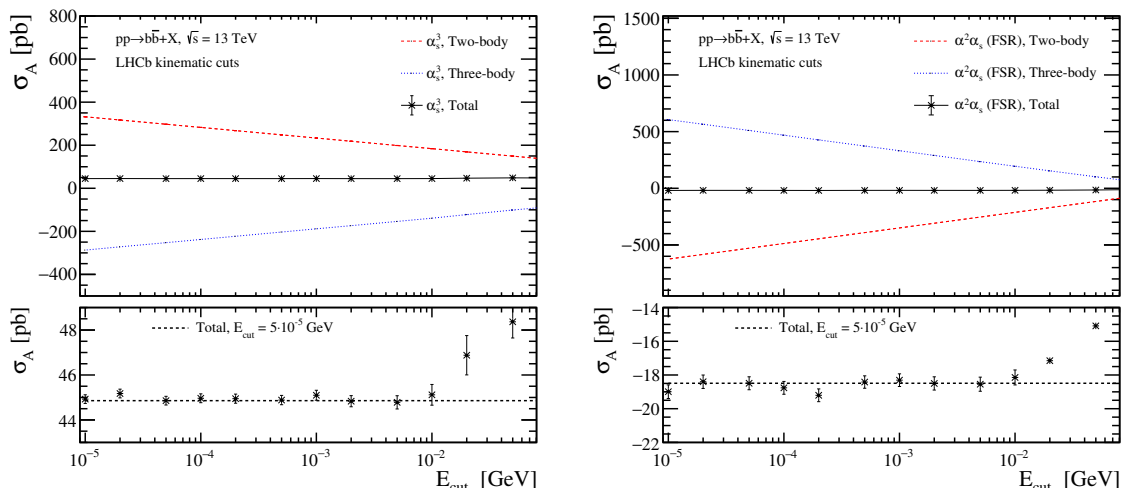 σ_A [pb]
800
600
400
200
0
−200
−400
pp→bb̅+X, √s = 13 TeV
LHCb kinematic cuts
α_s^3, Two-body
α_s^3, Three-body
α_s^3, Total
σ_A [pb]
48
46
44
Total, E_cut = 5·10^-5 GeV
10^−5
10^−4
10^−3
10^−2
E_cut [GeV]
σ_A [pb]
1500
1000
500
0
−500
pp→bb̅+X, √s = 13 TeV
LHCb kinematic cuts
α^2α_s (FSR), Two-body
α^2α_s (FSR), Three-body
α^2α_s (FSR), Total
σ_A [pb]
−14
−16
−18
−20
−22
Total, E_cut = 5·10^-5 GeV
10^−5
10^−4
10^−3
10^−2
E_cut [GeV]